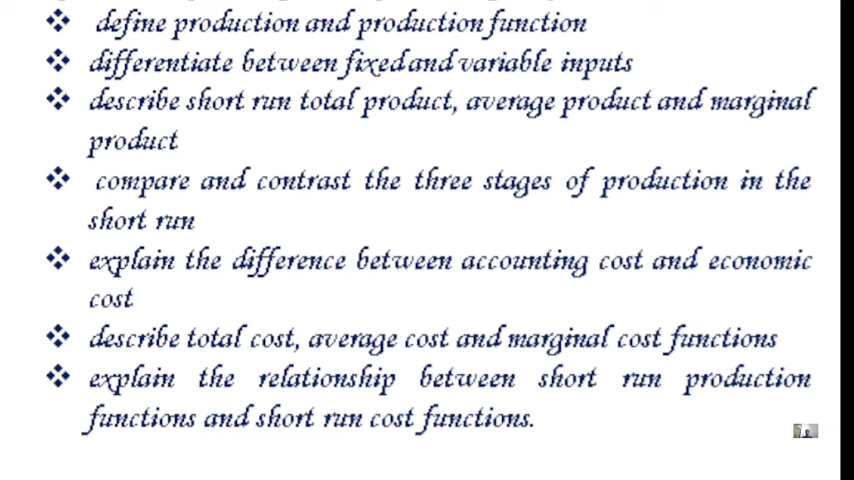 ❖ define production and production function
❖ differentiate between fixed and variable inputs
❖ describe short run total product, average product and marginal
product
❖ compare and contrast the three stages of production in the
short run
❖ explain the difference between accounting cost and economic
cost
❖ describe total cost, average cost and marginal cost functions
❖ explain the relationship between short run production
functions and short run cost functions.